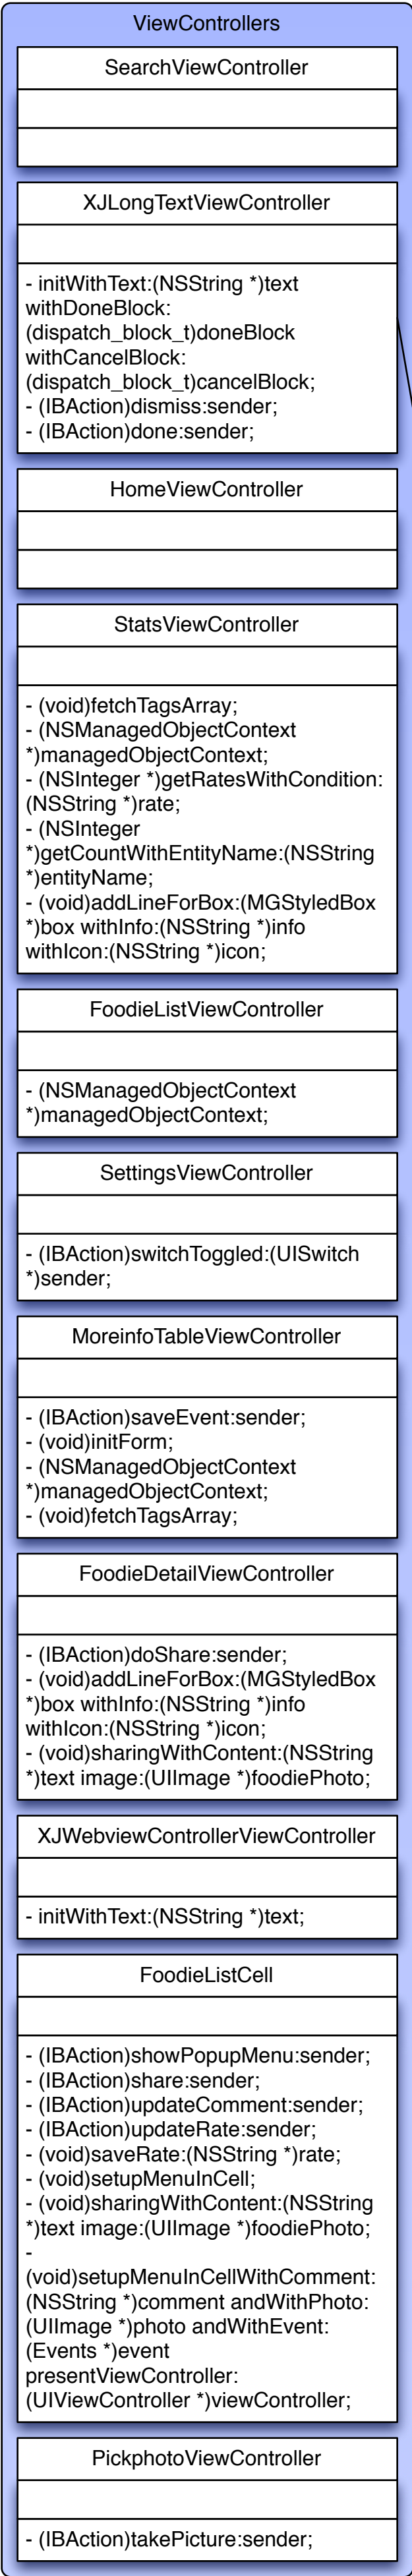 ViewControllers
SearchViewController
XJLongTextViewController
- initWithText:(NSString *)text
withDoneBlock:
(dispatch_block_t)doneBlock
withCancelBlock:
(dispatch_block_t)cancelBlock;
- (IBAction)dismiss:sender;
- (IBAction)done:sender;
HomeViewController
StatsViewController
- (void)fetchTagsArray;
- (NSManagedObjectContext
*)managedObjectContext;
- (NSInteger *)getRatesWithCondition:
(NSString *)rate;
- (NSInteger
*)getCountWithEntityName:(NSString
*)entityName;
- (void)addLineForBox:(MGStyledBox
*)box withInfo:(NSString *)info
withIcon:(NSString *)icon;
FoodieListViewController
- (NSManagedObjectContext
*)managedObjectContext;
SettingsViewController
- (IBAction)switchToggled:(UISwitch
*)sender;
MoreinfoTableViewController
- (IBAction)saveEvent:sender;
- (void)initForm;
- (NSManagedObjectContext
*)managedObjectContext;
- (void)fetchTagsArray;
FoodieDetailViewController
- (IBAction)doShare:sender;
- (void)addLineForBox:(MGStyledBox
*)box withInfo:(NSString *)info
withIcon:(NSString *)icon;
- (void)sharingWithContent:(NSString
*)text image:(UIImage *)foodiePhoto;
XJWebviewControllerViewController
- initWithText:(NSString *)text;
FoodieListCell
- (IBAction)showPopupMenu:sender;
- (IBAction)share:sender;
- (IBAction)updateComment:sender;
- (IBAction)updateRate:sender;
- (void)saveRate:(NSString *)rate;
- (void)setupMenuInCell;
- (void)sharingWithContent:(NSString
*)text image:(UIImage *)foodiePhoto;
-
(void)setupMenuInCellWithComment:
(NSString *)comment andWithPhoto:
(UIImage *)photo andWithEvent:
(Events *)event
presentViewController:
(UIViewController *)viewController;
PickphotoViewController
- (IBAction)takePicture:sender;